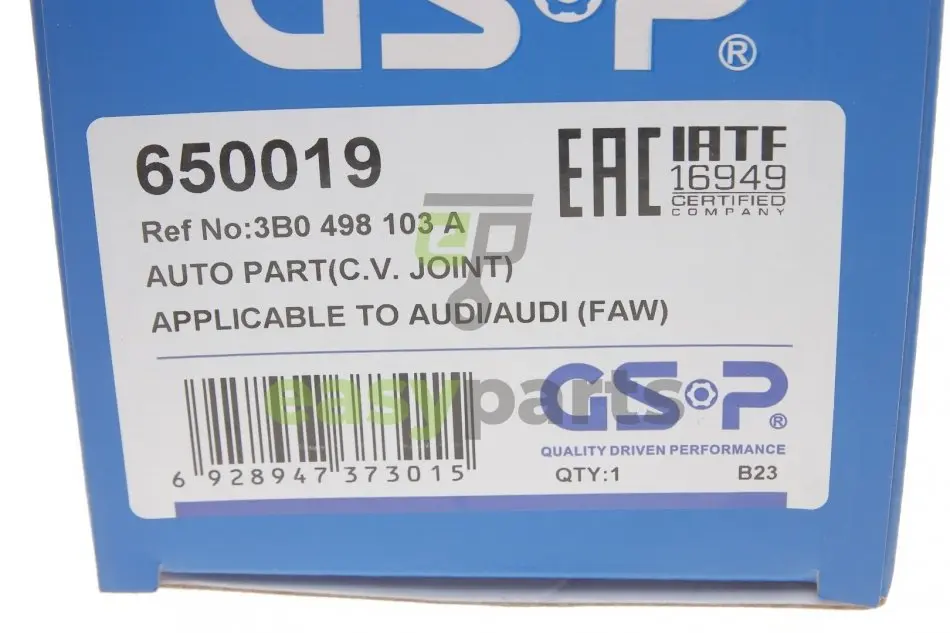 GSP®
650019
Ref No:3B0 498 103 A
AUTO PART(C.V. JOINT)
APPLICABLE TO AUDI/AUDI (FAW)
EAC
IATF
16949
CERTIFIED
COMPANY
easyparts
6 928947 373015
GSP®
QUALITY DRIVEN PERFORMANCE
QTY:1
B23